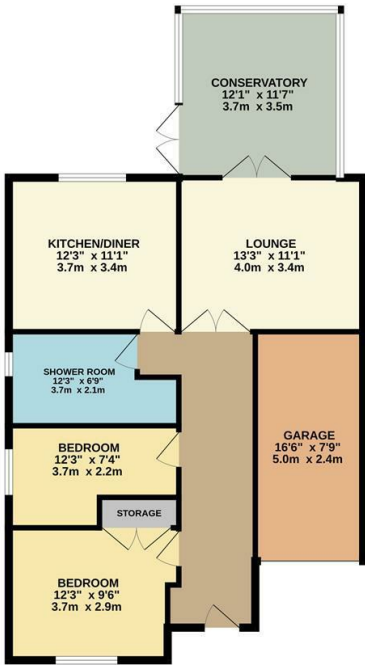 CONSERVATORY
12'1" x 11'7"
3.7m x 3.5m
KITCHEN/DINER
12'3" x 11'1"
3.7m x 3.4m
LOUNGE
13'3" x 11'1"
4.0m x 3.4m
SHOWER ROOM
12'3" x 6'9"
3.7m x 2.1m
GARAGE
16'6" x 7'9"
5.0m x 2.4m
BEDROOM
12'3" x 7'4"
3.7m x 2.2m
STORAGE
BEDROOM
12'3" x 9'6"
3.7m x 2.9m